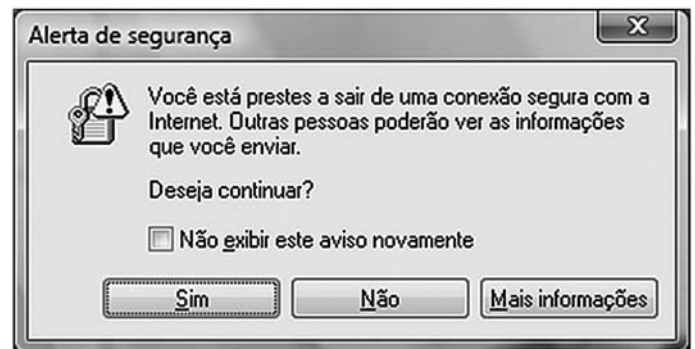 Alerta de segurança
Você está prestes a sair de uma conexão segura com a
Internet. Outras pessoas poderão ver as informações
que você enviar.
Deseja continuar?
Não exibir este aviso novamente
Sim
Não
Mais informações